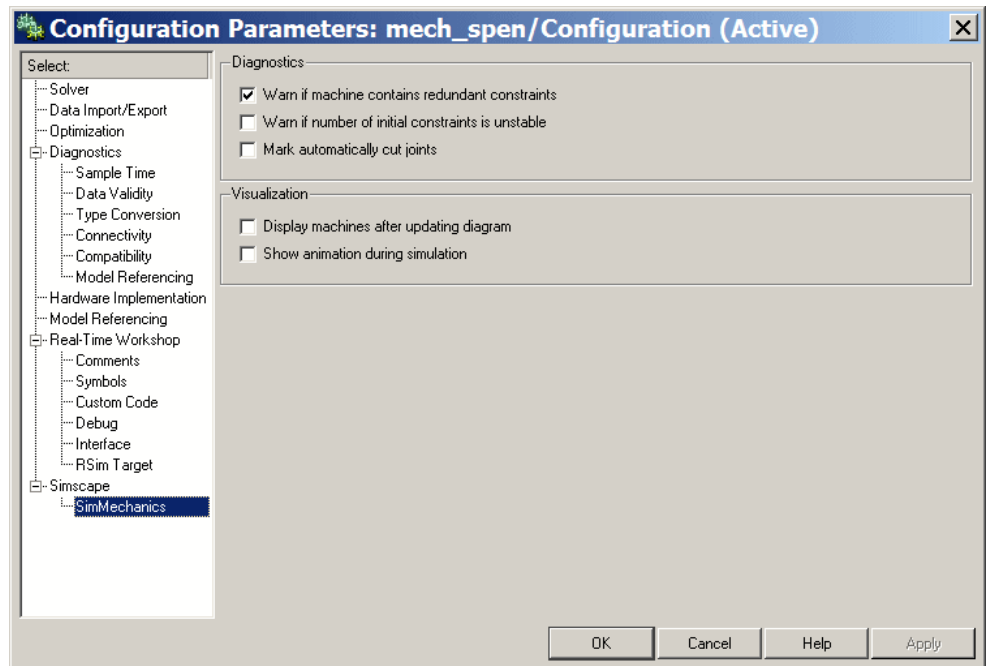 Configuration Parameters: mech_spen/Configuration (Active)
Select:
Solver
Data Import/Export
Optimization
Diagnostics
Sample Time
Data Validity
Type Conversion
Connectivity
Compatibility
Model Referencing
Hardware Implementation
Model Referencing
Real-Time Workshop
Comments
Symbols
Custom Code
Debug
Interface
RSim Target
Simscape
SimMechanics
Diagnostics
Warn if machine contains redundant constraints
Warn if number of initial constraints is unstable
Mark automatically cut joints
Visualization
Display machines after updating diagram
Show animation during simulation
OK
Cancel
Help
Apply